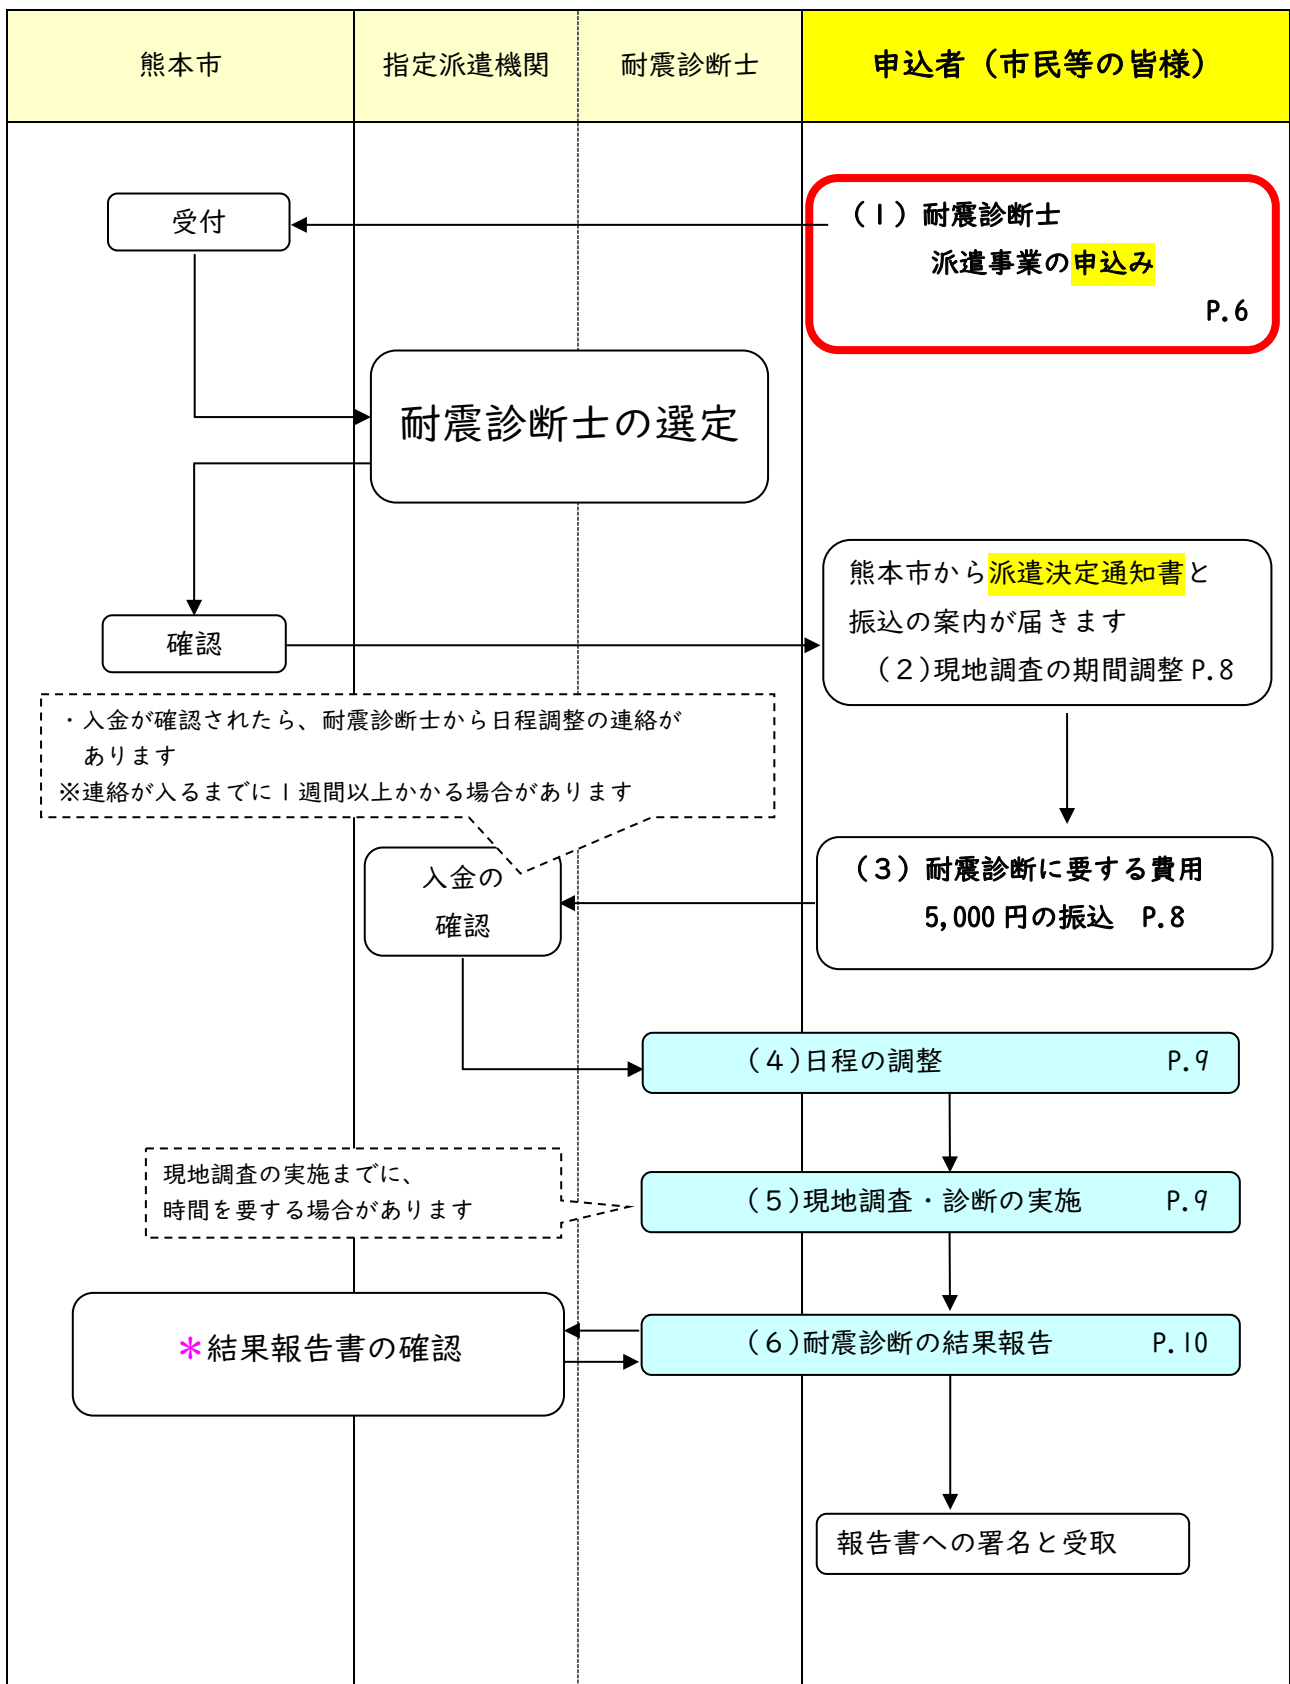 熊本市
指定派遣機関
耐震診断士
申込者（市民等の皆様）
受付
（1）耐震診断士
派遣事業の申込み
P.6
耐震診断士の選定
熊本市から派遣決定通知書と
振込の案内が届きます
（2）現地調査の期間調整 P.8
確認
・入金が確認されたら、耐震診断士から日程調整の連絡が
あります
※連絡が入るまでに1週間以上かかる場合があります
入金の
確認
（3）耐震診断に要する費用
5,000 円の振込　P.8
（4）日程の調整　P.9
現地調査の実施までに、
時間を要する場合があります
（5）現地調査・診断の実施　P.9
＊結果報告書の確認
（6）耐震診断の結果報告　P.10
報告書への署名と受取